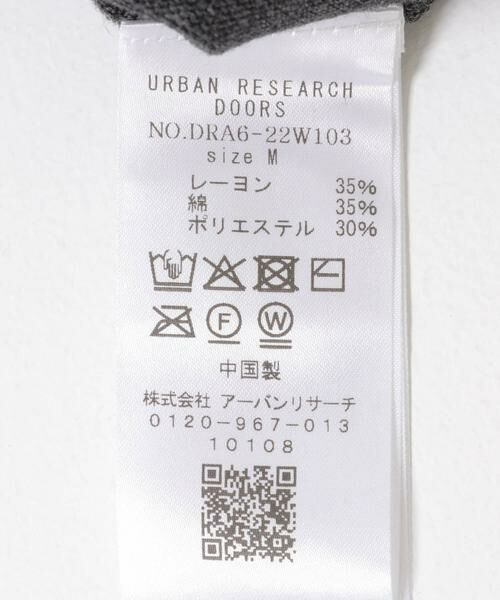 URBAN RESEARCH
DOORS
NO.DRA6-22W103
size M
レーヨン 35%
綿 35%
ポリエステル 30%
F W
中国製
株式会社 アーバンリサーチ
0120-967-013
10108